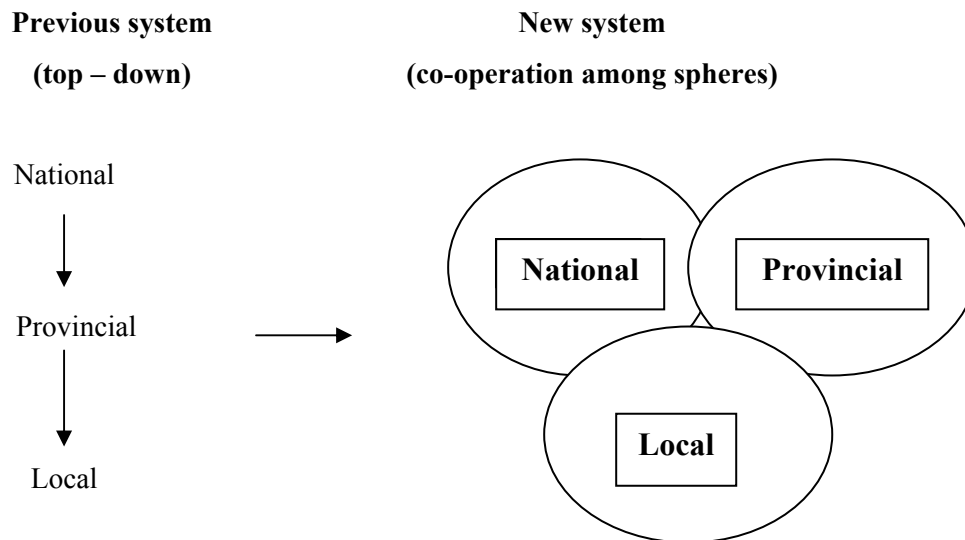 Previous system
(top – down)
New system
(co-operation among spheres)
National
Provincial
Local
National
Provincial
Local